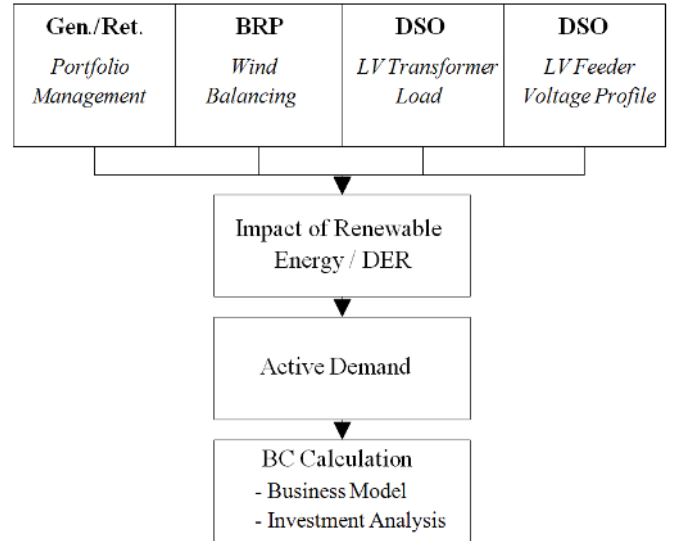 Gen./Ret.
Portfolio
Management
BRP
Wind
Balancing
DSO
LV Transformer
Load
DSO
LV Feeder
Voltage Profile
Impact of Renewable
Energy / DER
Active Demand
BC Calculation
- Business Model
- Investment Analysis